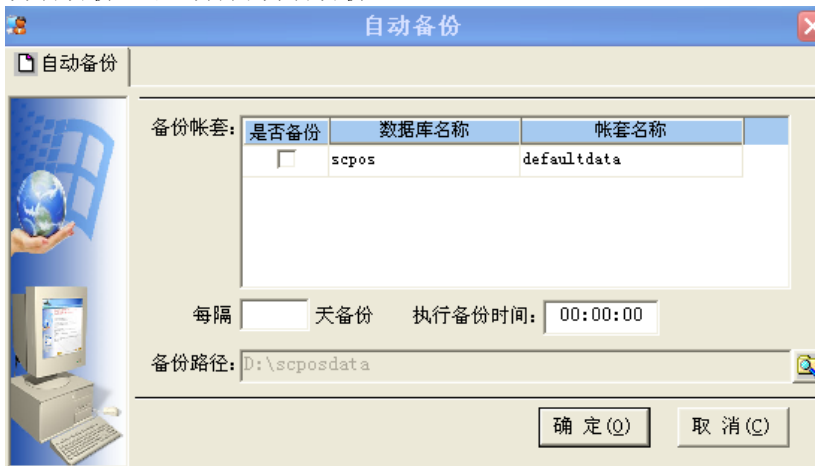 自动备份
自动备份
备份帐套: 是否备份 数据库名称 帐套名称
scpos defaultdata
每隔 天备份 执行备份时间: 00:00:00
备份路径: D:\scposdata
确 定(O) 取 消(C)